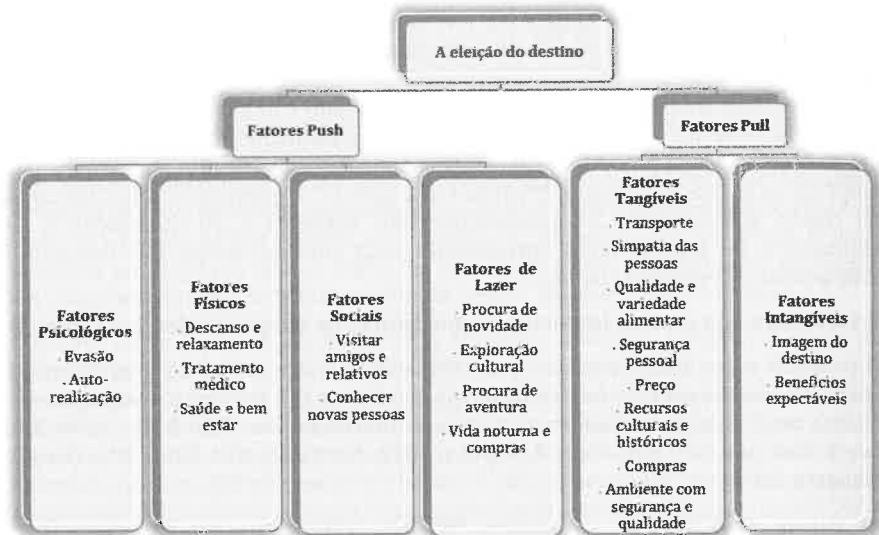 A eleição do destino
Fatores Push
Fatores Pull
Fatores
Psicológicos
. Evasão
. Auto-
realização
Fatores
Físicos
. Descanso e
relaxamento
. Tratamento
médico
. Saúde e bem
estar
Fatores
Sociais
. Visitar
amigos e
relativos
. Conhecer
novas pessoas
Fatores de
Lazer
. Procura de
novidade
. Exploração
cultural
. Procura de
aventura
. Vida noturna e
compras
Fatores
Tangíveis
. Transporte
. Simpatia das
pessoas
. Qualidade e
variedade
alimentar
. Segurança
pessoal
. Preço
. Recursos
culturais e
históricos
. Compras
. Ambiente com
segurança e
qualidade
Fatores
Intangíveis
. Imagem do
destino
. Benefícios
expectáveis